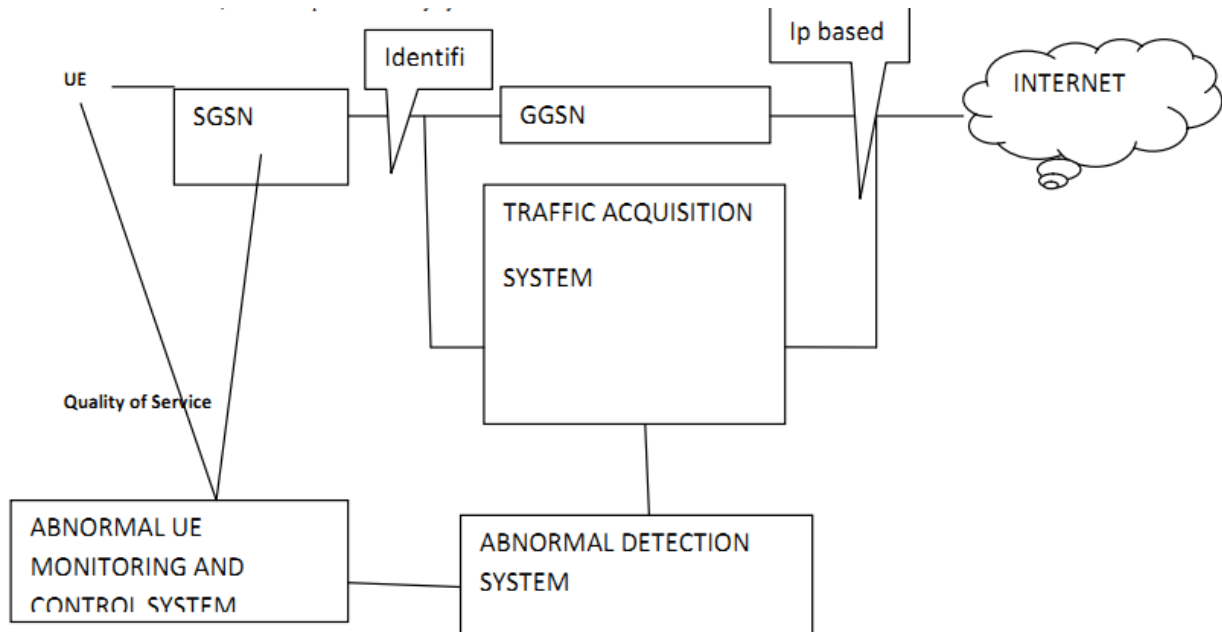 Identifi
Ip based
UE
INTERNET
SGSN
GGSN
TRAFFIC ACQUISITION
SYSTEM
Quality of Service
ABNORMAL UE
MONITORING AND
CONTROL SYSTEM
ABNORMAL DETECTION
SYSTEM